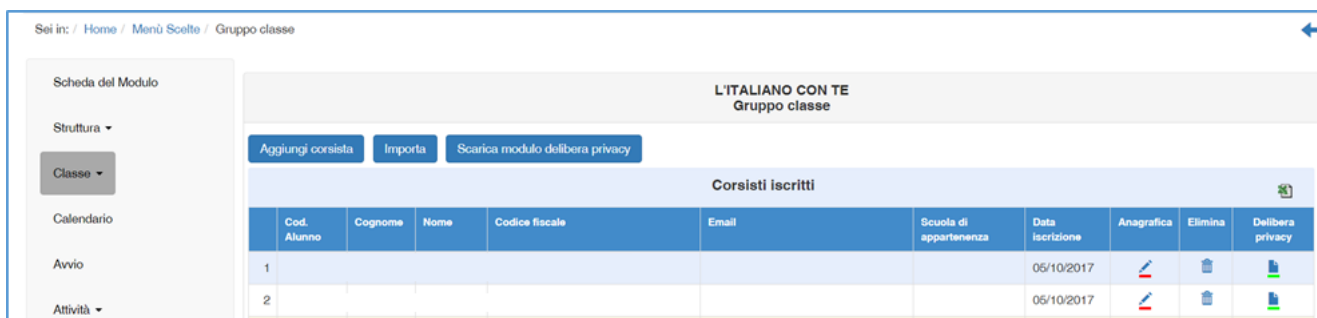 Sei in: / Home / Menù Scelte / Gruppo classe
Scheda del Modulo
Struttura
Classe
Calendario
Avvio
Attività
L'ITALIANO CON TE
Gruppo classe
Aggiungi corsista Importa Scarica modulo delibera privacy
Corsisti iscritti
Cod. Alunno Cognome Nome Codice fiscale Email Scuola di appartenenza Data iscrizione Anagrafica Elimina Delibera privacy
1 05/10/2017
2 05/10/2017